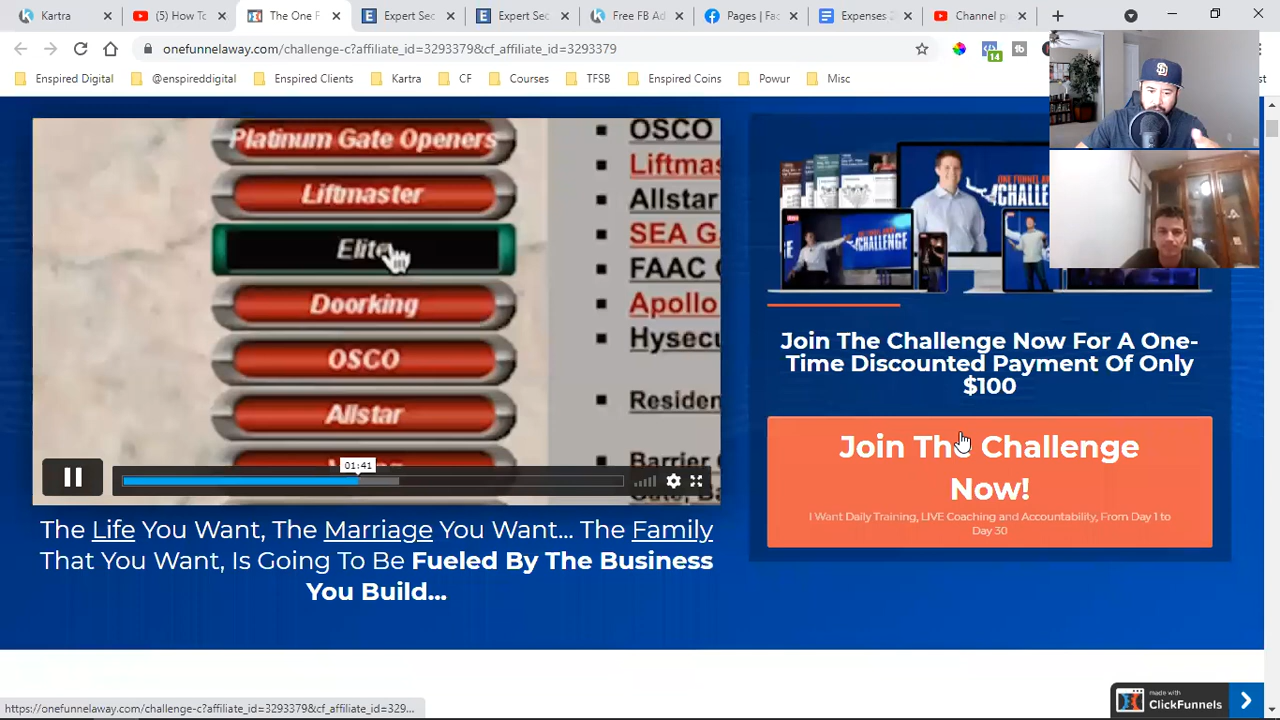 Kartra
(5) How To
The One F
Expert Se
Expert Sec
Free FB Ad
Pages | Fac
Expenses 2
Channel p
onefunnelaway.com/challenge-c?affiliate_id=3293379&cf_affiliate_id=3293379
14
Enspired Digital
@enspireddigital
Enspired Clients
Kartra
CF
Courses
TFSB
Enspired Coins
Powur
Misc
Platinum Gate Openers
Liftmaster
Elite
Doorking
OSCO
Allstar
OSCO
Liftmas
Allstar
SEA G
FAAC
Apollo
Hysecu
Residen
Barrier
01:41
CHALLENGE
Join The Challenge Now For A One-
Time Discounted Payment Of Only
$100
Join The Challenge
Now!
I Want Daily Training, LIVE Coaching and Accountability, From Day 1 to
Day 30
The Life You Want, The Marriage You Want... The Family
That You Want, Is Going To Be Fueled By The Business
You Build...
made with
ClickFunnels
https://onefunnelaway.com/challenge-c?affiliate_id=3293379&cf_affiliate_id=329...